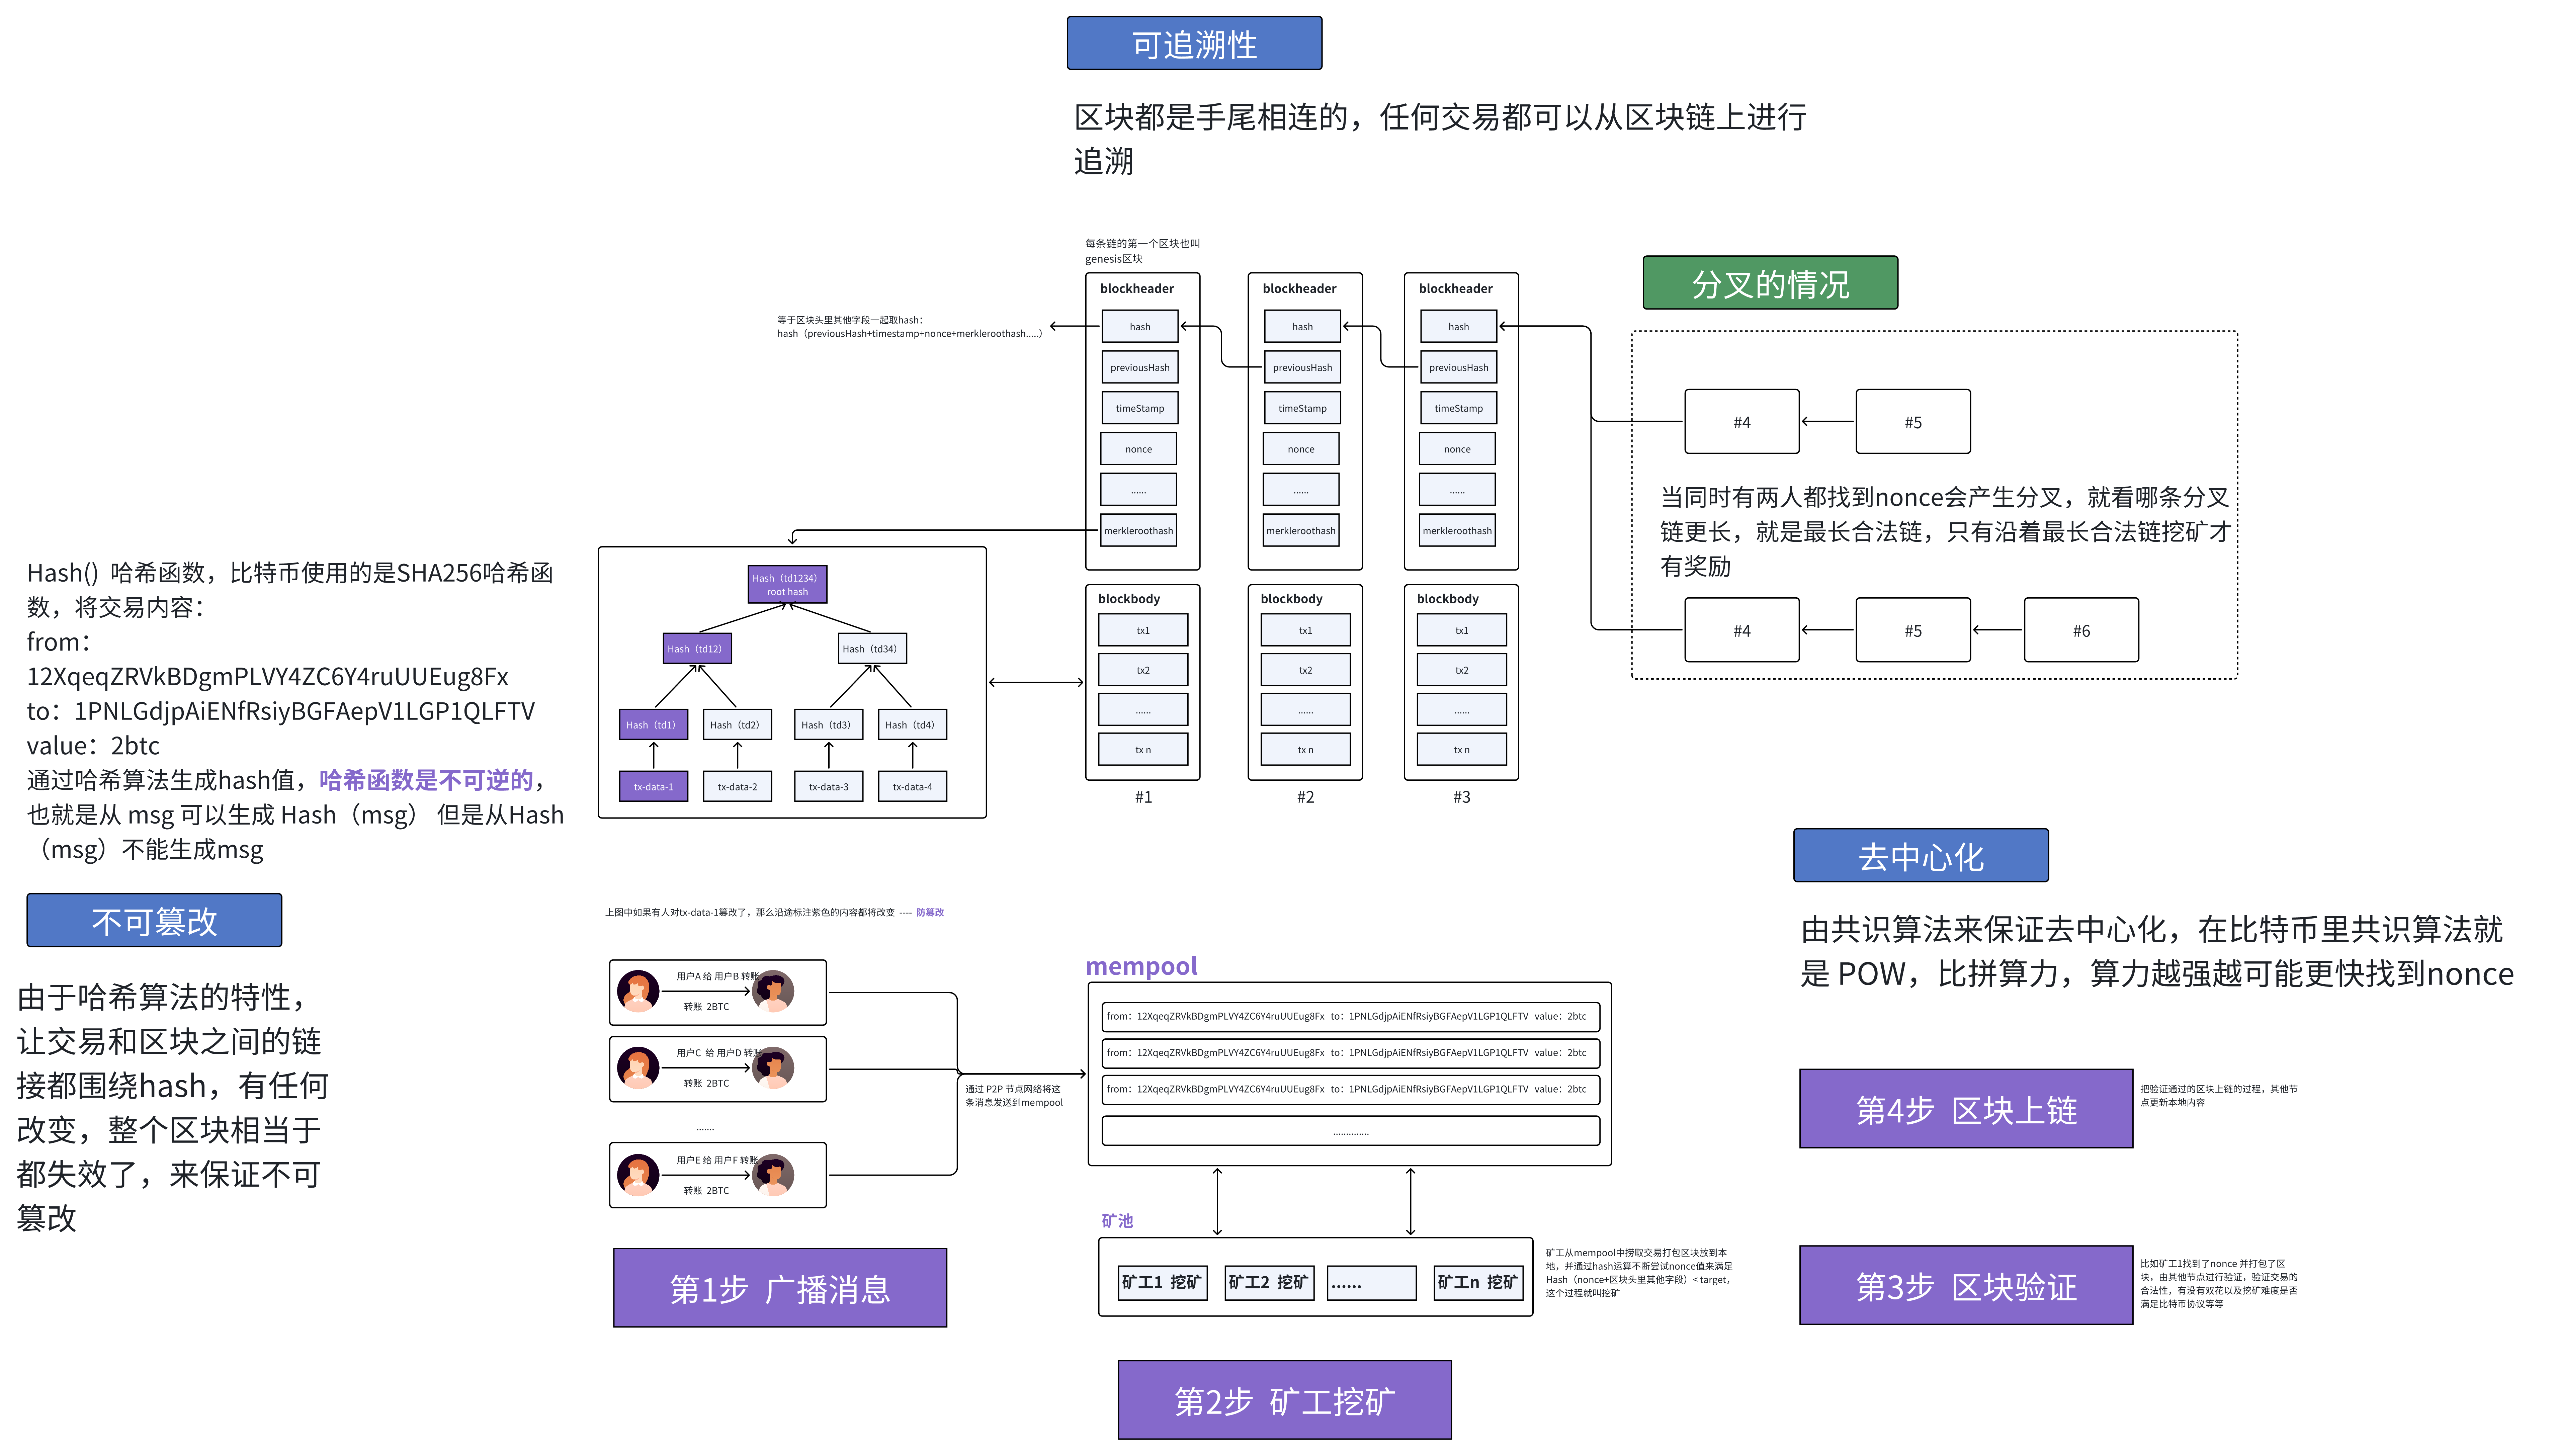 可追溯性
区块都是手尾相连的，任何交易都可以从区块链上进行
追溯
每条链的第一个区块也叫
genesis区块
等于区块头里其他字段一起取hash：
hash（previousHash+timestamp+nonce+merkleroothash.....）
blockheader
hash
previousHash
timeStamp
nonce
......
merkleroothash
blockbody
tx1
tx2
......
tx n
#1
blockheader
hash
previousHash
timeStamp
nonce
......
merkleroothash
blockbody
tx1
tx2
......
tx n
#2
blockheader
hash
previousHash
timeStamp
nonce
......
merkleroothash
blockbody
tx1
tx2
......
tx n
#3
分叉的情况
#4
#5
当同时有两人都找到nonce会产生分叉，就看哪条分叉
链更长，就是最长合法链，只有沿着最长合法链挖矿才
有奖励
#4
#5
#6
Hash（td1234）
root hash
Hash（td12）
Hash（td34）
Hash（td1）
Hash（td2）
Hash（td3）
Hash（td4）
tx-data-1
tx-data-2
tx-data-3
tx-data-4
Hash() 哈希函数，比特币使用的是SHA256哈希函
数，将交易内容：
from：
12XqeqZRVkBDgmPLVY4ZC6Y4ruUUEug8Fx
to：1PNLGdjpAiENfRsiyBGFAepV1LGP1QLFTV
value：2btc
通过哈希算法生成hash值，哈希函数是不可逆的，
也就是从 msg 可以生成 Hash（msg） 但是从Hash
（msg）不能生成msg
不可篡改
由于哈希算法的特性，
让交易和区块之间的链
接都围绕hash，有任何
改变，整个区块相当于
都失效了，来保证不可
篡改
上图中如果有人对tx-data-1篡改了，那么沿途标注紫色的内容都将改变 ---- 防篡改
用户A 给 用户B 转账
转账 2BTC
用户C 给 用户D 转账
转账 2BTC
.......
用户E 给 用户F 转账
转账 2BTC
通过 P2P 节点网络将这
条消息发送到mempool
第1步 广播消息
mempool
from：12XqeqZRVkBDgmPLVY4ZC6Y4ruUUEug8Fx to：1PNLGdjpAiENfRsiyBGFAepV1LGP1QLFTV value：2btc
from：12XqeqZRVkBDgmPLVY4ZC6Y4ruUUEug8Fx to：1PNLGdjpAiENfRsiyBGFAepV1LGP1QLFTV value：2btc
from：12XqeqZRVkBDgmPLVY4ZC6Y4ruUUEug8Fx to：1PNLGdjpAiENfRsiyBGFAepV1LGP1QLFTV value：2btc
..............
矿池
矿工1 挖矿
矿工2 挖矿
......
矿工n 挖矿
矿工从mempool中捞取交易打包区块放到本
地，并通过hash运算不断尝试nonce值来满足
Hash（nonce+区块头里其他字段）< target，
这个过程就叫挖矿
第2步 矿工挖矿
去中心化
由共识算法来保证去中心化，在比特币里共识算法就
是 POW，比拼算力，算力越强越可能更快找到nonce
第4步 区块上链
把验证通过的区块上链的过程，其他节
点更新本地内容
第3步 区块验证
比如矿工1找到了nonce 并打包了区
块，由其他节点进行验证，验证交易的
合法性，有没有双花以及挖矿难度是否
满足比特币协议等等